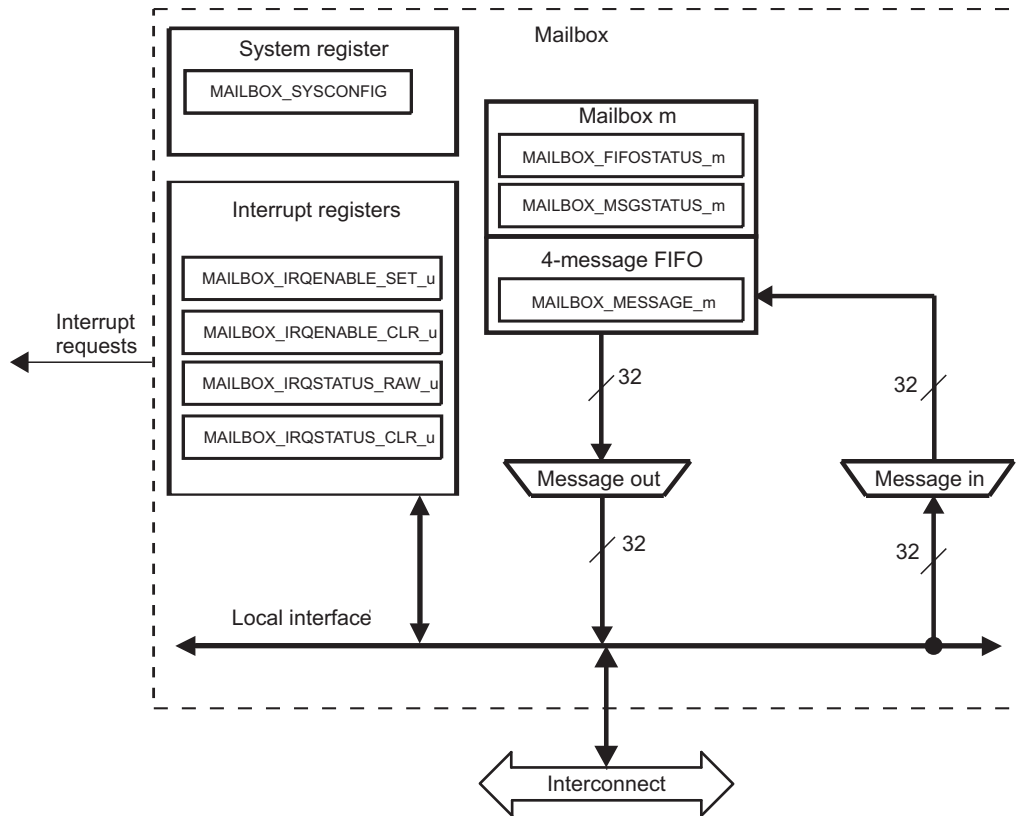 Mailbox
System register
MAILBOX_SYSCONFIG
Mailbox m
MAILBOX_FIFOSTATUS_m
MAILBOX_MSGSTATUS_m
Interrupt registers
4-message FIFO
MAILBOX_MESSAGE_m
MAILBOX_IRQENABLE_SET_u
MAILBOX_IRQENABLE_CLR_u
MAILBOX_IRQSTATUS_RAW_u
MAILBOX_IRQSTATUS_CLR_u
Interrupt
requests
32
32
Message out
Message in
32
32
Local interface
Interconnect